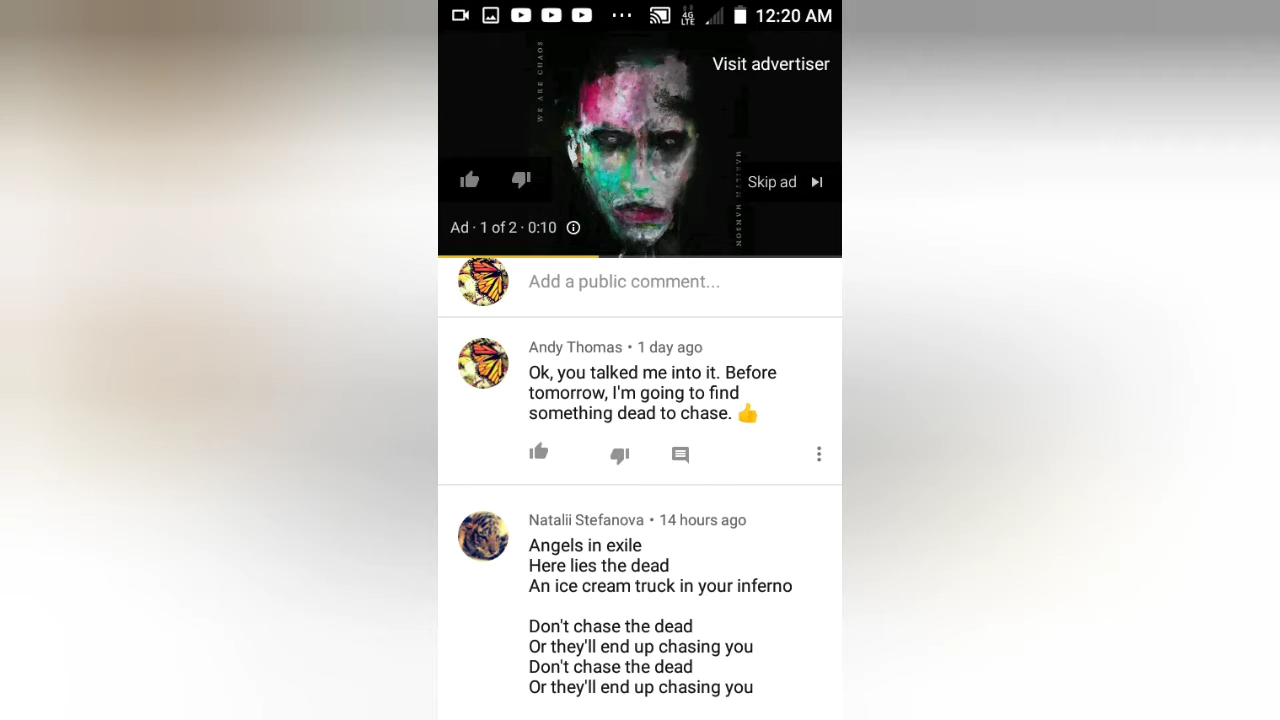 4G
LTE
12:20 AM
WE ARE CHAOS
Visit advertiser
MARILYN MANSON
Skip ad
Ad · 1 of 2 · 0:10
Add a public comment...
Andy Thomas • 1 day ago
Ok, you talked me into it. Before
tomorrow, I'm going to find
something dead to chase. 👍
Natalii Stefanova • 14 hours ago
Angels in exile
Here lies the dead
An ice cream truck in your inferno
Don't chase the dead
Or they'll end up chasing you
Don't chase the dead
Or they'll end up chasing you